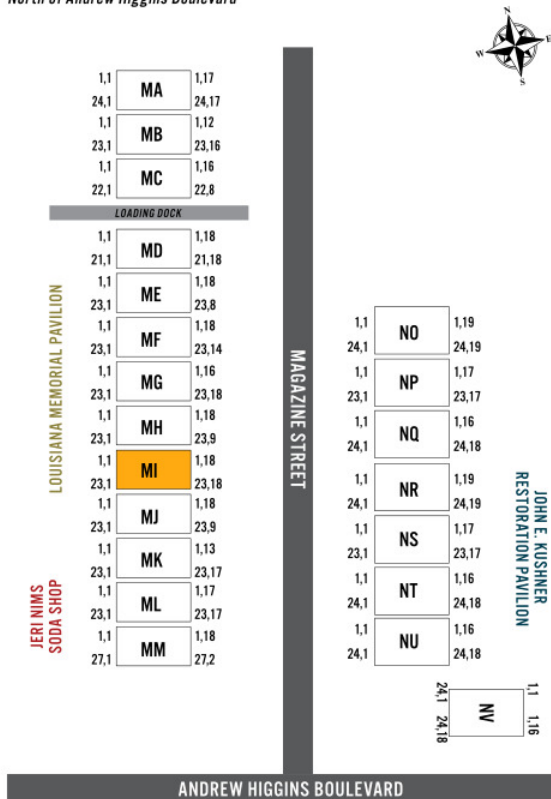 North of Andrew Higgins Boulevard
N
W E
S
1,1 MA 1,17
24,1 24,17
1,1 MB 1,12
23,1 23,16
1,1 MC 1,16
22,1 22,8
LOADING DOCK
1,1 MD 1,18
21,1 21,18
1,1 ME 1,18
23,1 23,8
1,1 MF 1,18
23,1 23,14
1,1 MG 1,16
23,1 23,18
1,1 MH 1,18
23,1 23,9
1,1 MI 1,18
23,1 23,18
1,1 MJ 1,18
23,1 23,9
1,1 MK 1,13
23,1 23,17
1,1 ML 1,17
23,1 23,17
1,1 MM 1,18
27,1 27,2
LOUISIANA MEMORIAL PAVILION
JERI NIMS
SODA SHOP
MAGAZINE STREET
1,1 NO 1,19
24,1 24,19
1,1 NP 1,17
23,1 23,17
1,1 NQ 1,16
24,1 24,18
1,1 NR 1,19
24,1 24,19
1,1 NS 1,17
23,1 23,17
1,1 NT 1,16
24,1 24,18
1,1 NU 1,16
24,1 24,18
1,1 NV 1,16
24,1 24,18
JOHN E. KUSHNER
RESTORATION PAVILION
ANDREW HIGGINS BOULEVARD